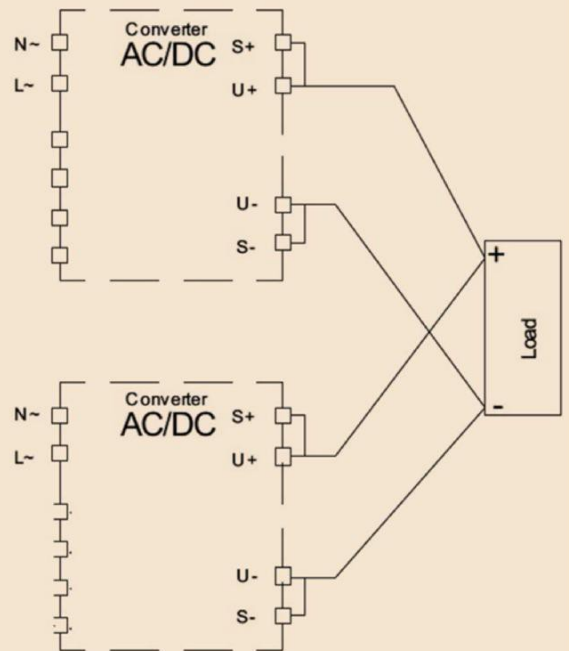 Converter
AC/DC
N~
L~
S+
U+
U-
S-
+
Load
-
Converter
AC/DC
N~
L~
S+
U+
U-
S-